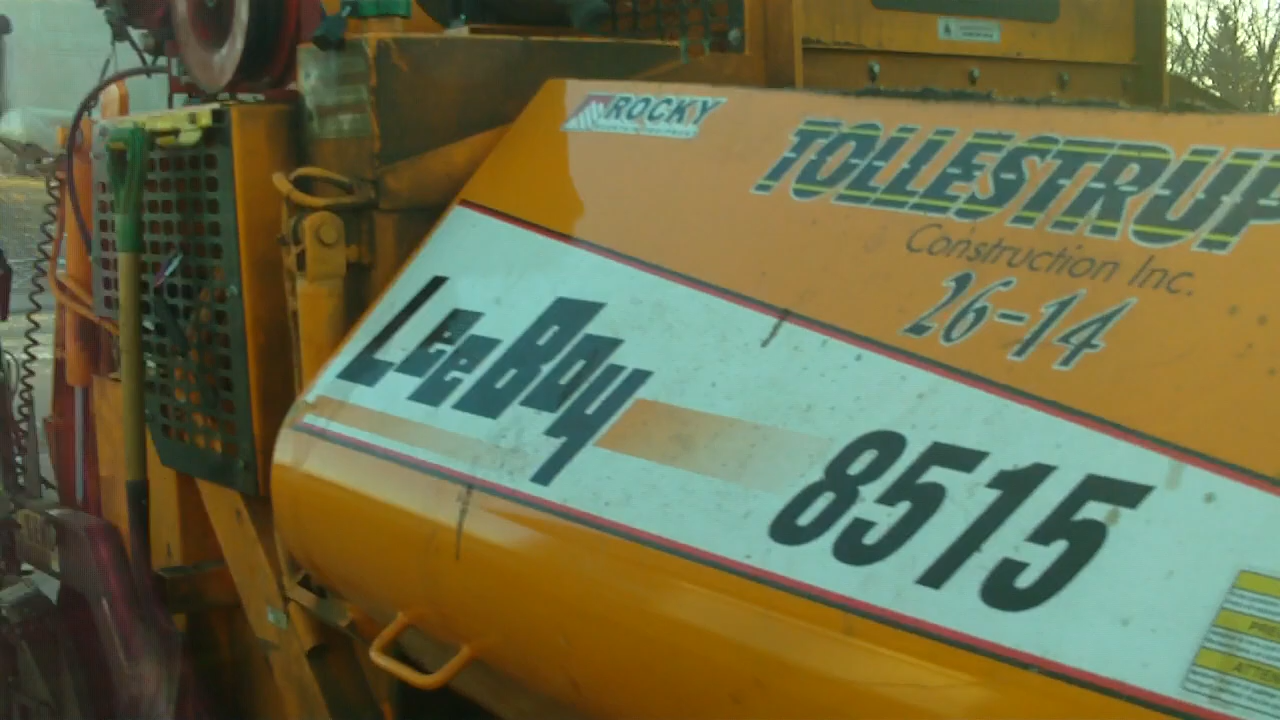 ROCKY
TOLLESTRUP
Construction Inc.
26-14
LeeBoy
8515